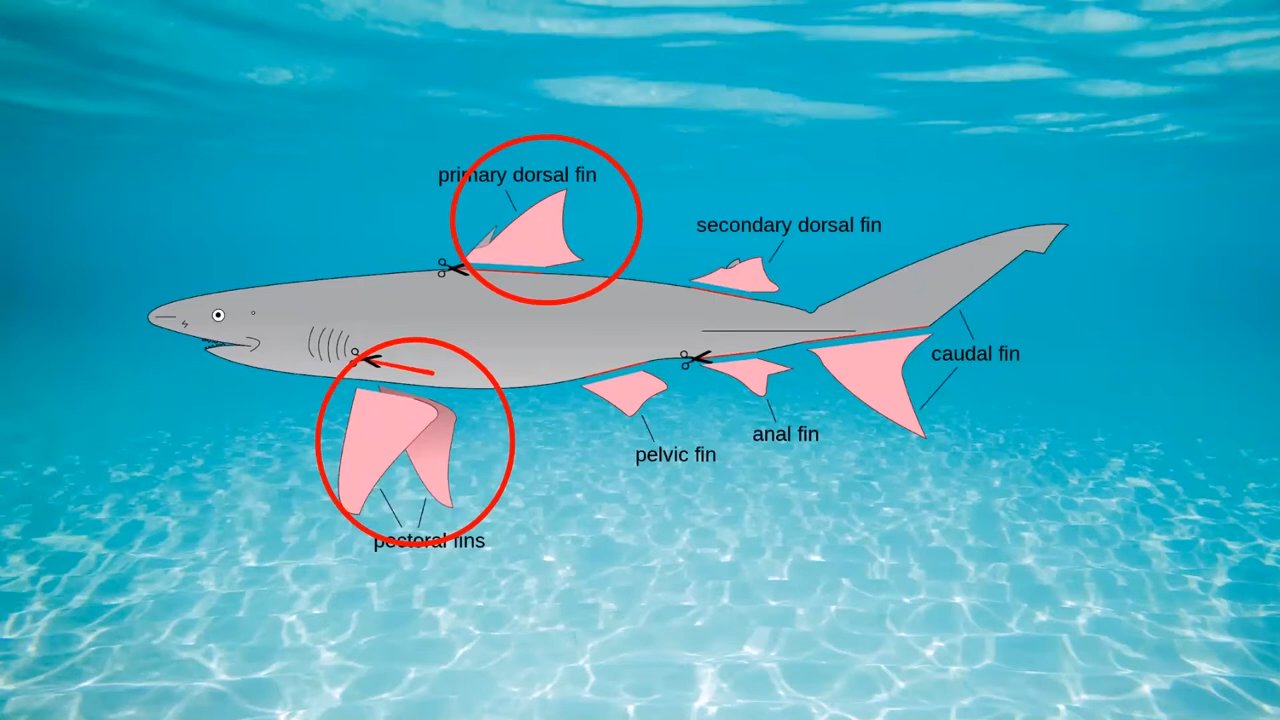 primary dorsal fin
secondary dorsal fin
caudal fin
anal fin
pelvic fin
pectoral fins